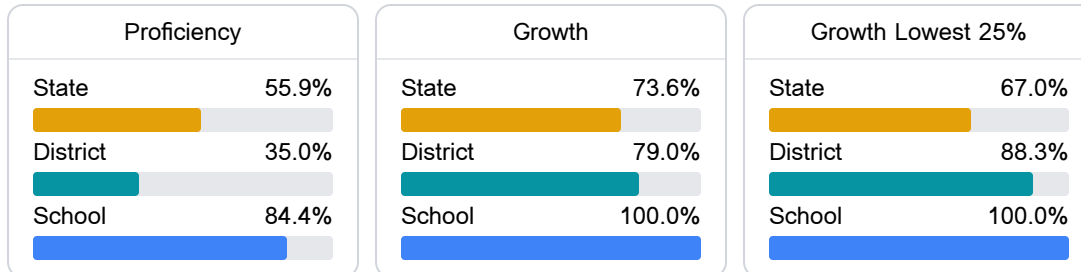 Proficiency
State 55.9%
District 35.0%
School 84.4%
Growth
State 73.6%
District 79.0%
School 100.0%
Growth Lowest 25%
State 67.0%
District 88.3%
School 100.0%